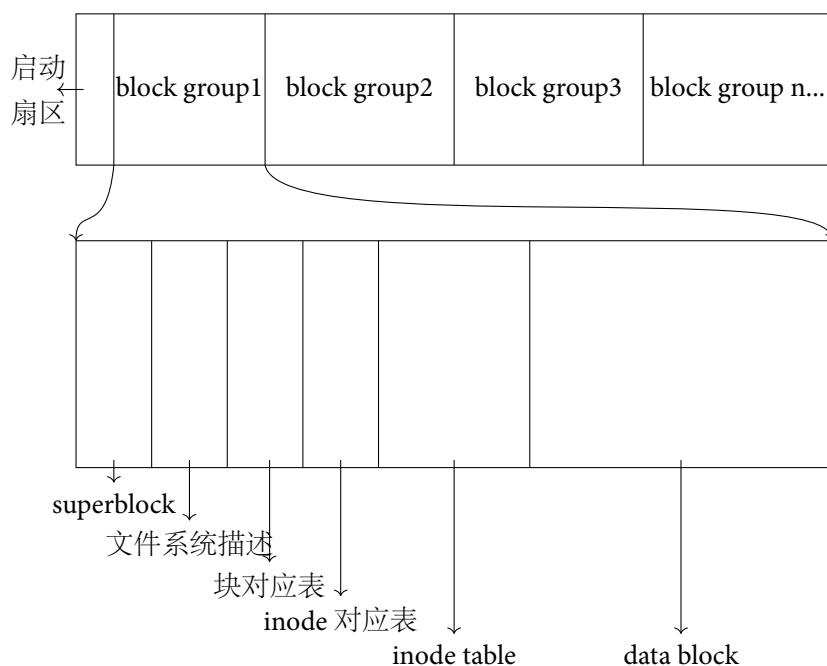 启动
扇区
block group1
block group2
block group3
block group n...
superblock
文件系统描述
块对应表
inode 对应表
inode table
data block